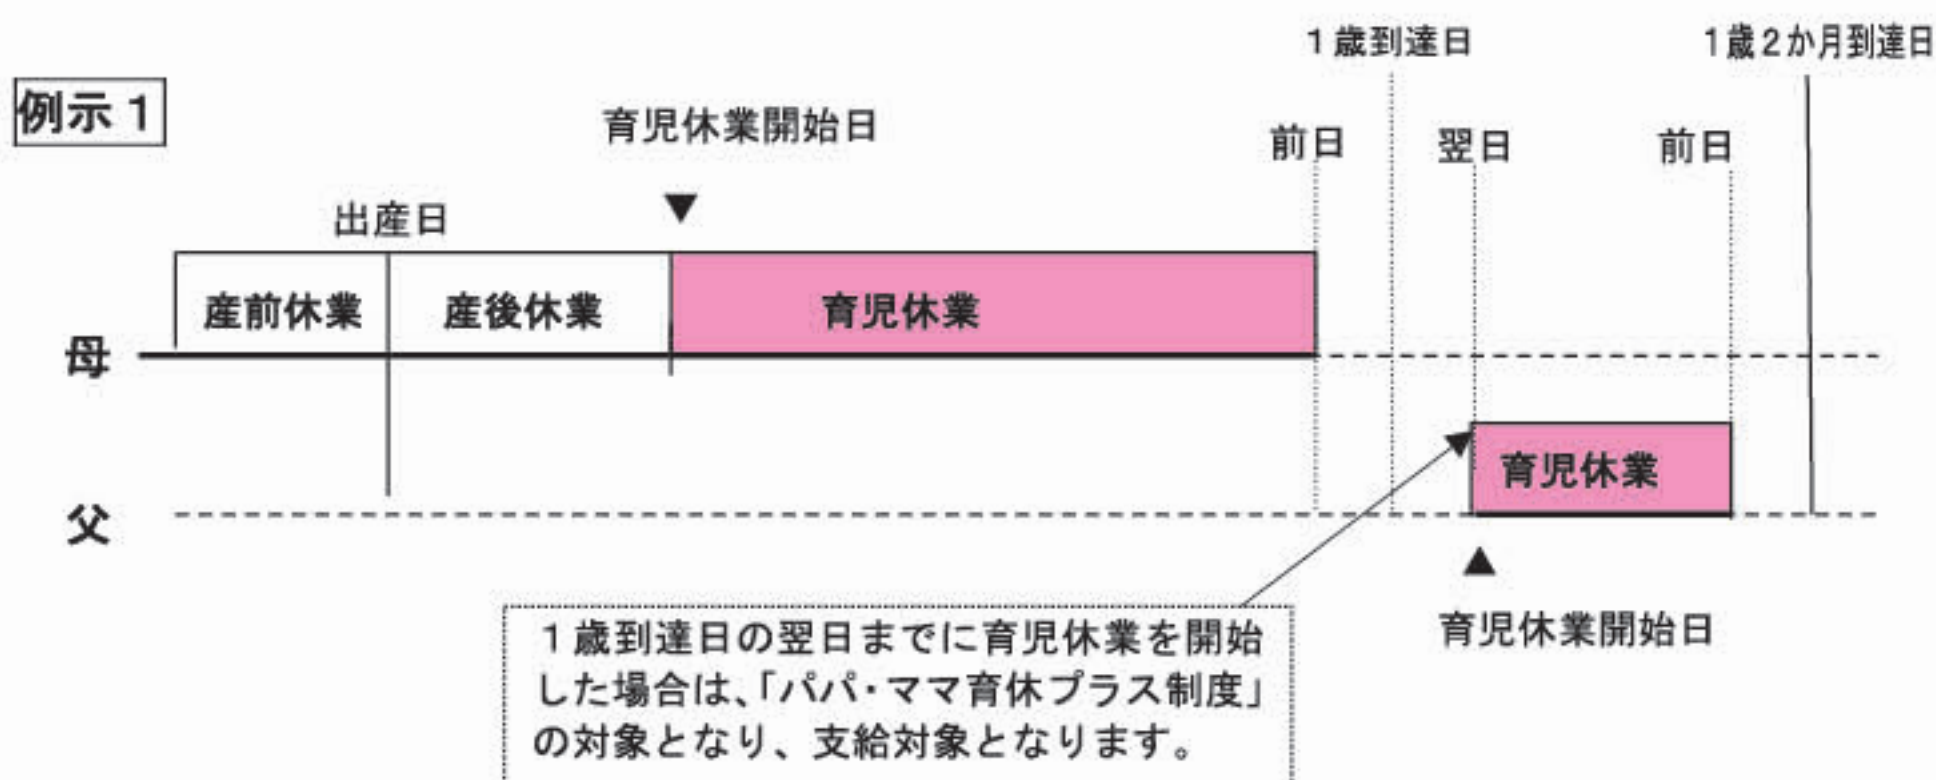 例示1
1歳到達日
1歳2か月到達日
育児休業開始日
前日
翌日
前日
▼
出産日
産前休業
産後休業
育児休業
母
育児休業
父
▲
育児休業開始日
1歳到達日の翌日までに育児休業を開始
した場合は、「パパ・ママ育休プラス制度」
の対象となり、支給対象となります。